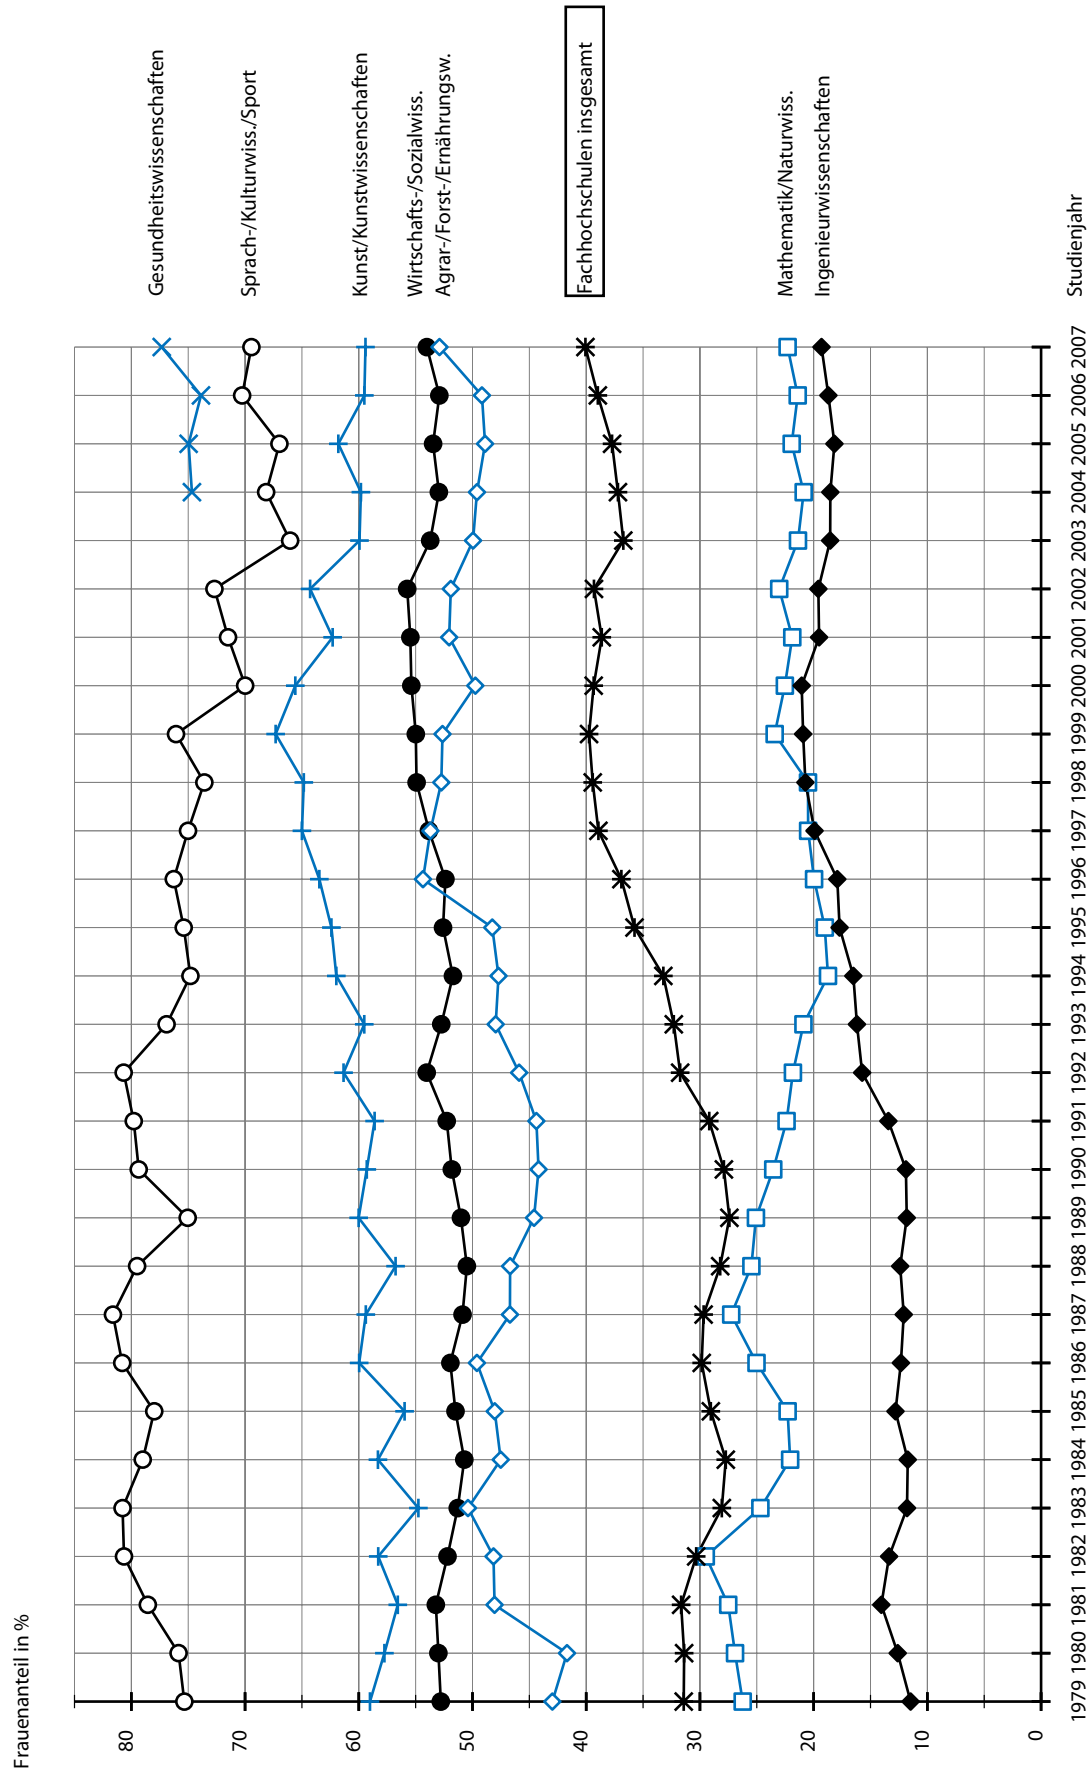 Frauenanteil in %
80
70
60
50
40
30
20
10
0
1979 1980 1981 1982 1983 1984 1985 1986 1987 1988 1989 1990 1991 1992 1993 1994 1995 1996 1997 1998 1999 2000 2001 2002 2003 2004 2005 2006 2007
Studienjahr
Gesundheitswissenschaften
Sprach-/Kulturwiss./Sport
Kunst/Kunstwissenschaften
Wirtschafts-/Sozialwiss.
Agrar-/Forst-/Ernährungsw.
Fachhochschulen insgesamt
Mathematik/Naturwiss.
Ingenieurwissenschaften